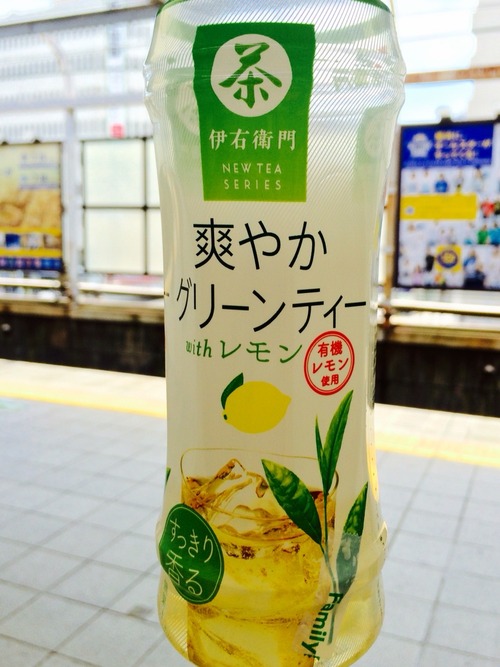 茶
伊右衛門
NEW TEA
SERIES
爽やか
グリーンティー
withレモン
有機
レモン
使用
すっきり
香る
Family